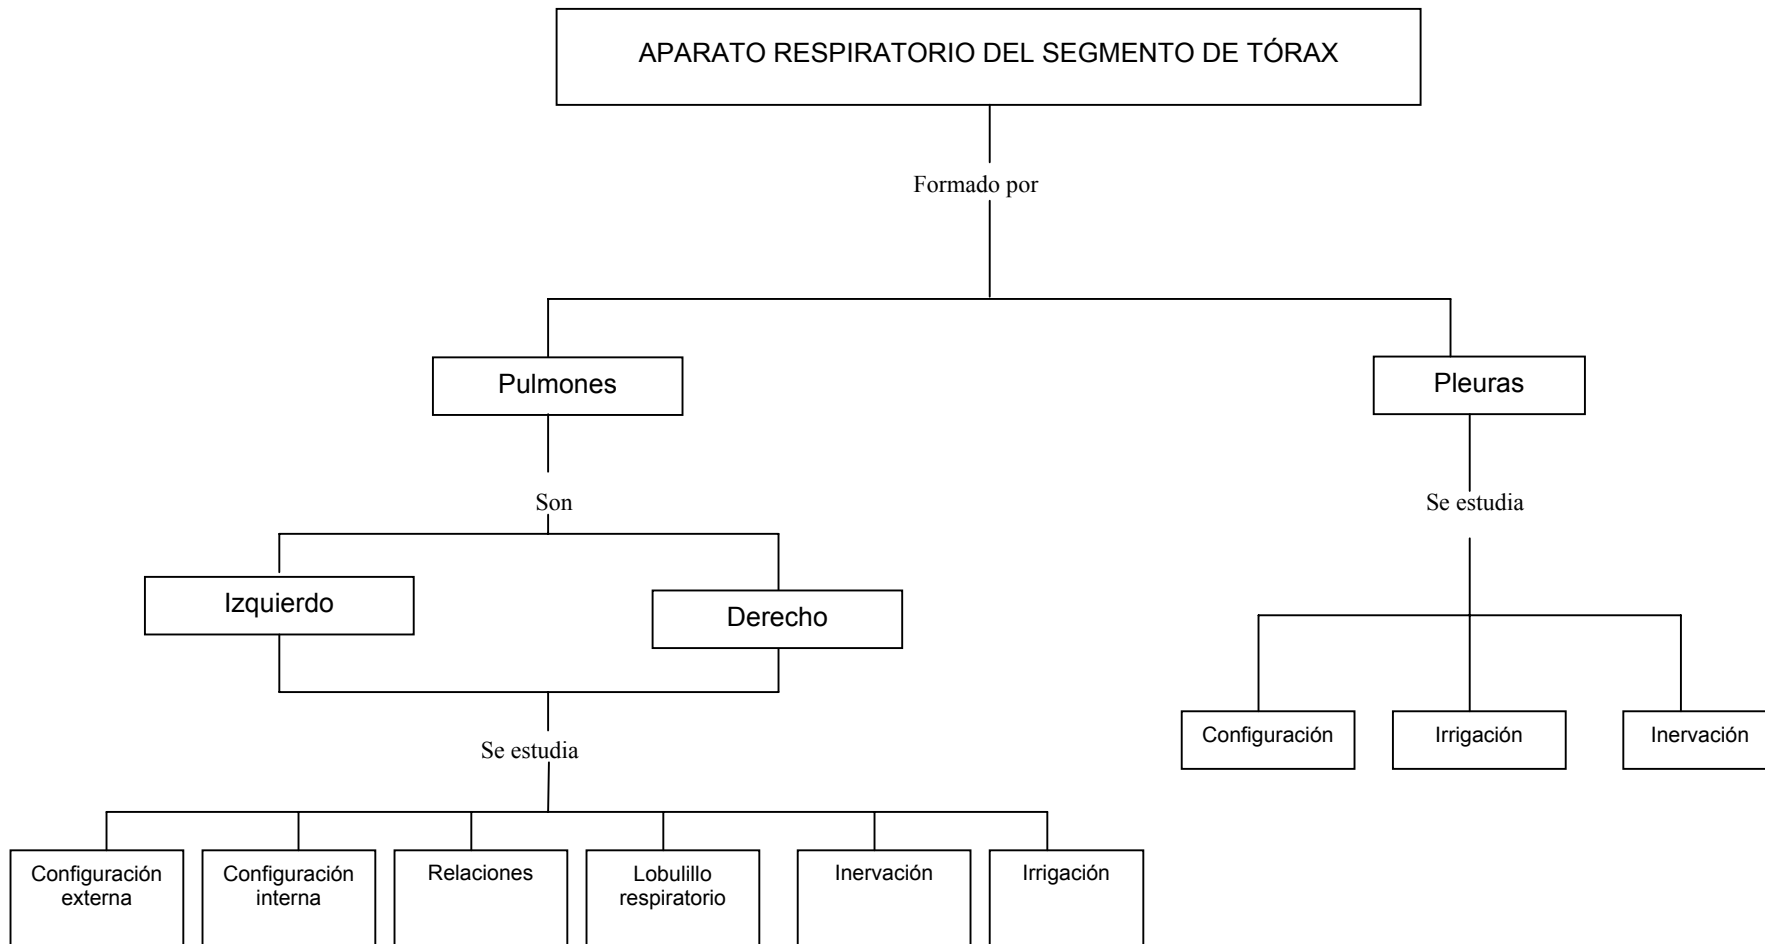 APARATO RESPIRATORIO DEL SEGMENTO DE TÓRAX
Formado por
Pulmones
Pleuras
Son
Se estudia
Izquierdo
Derecho
Configuración
Irrigación
Inervación
Se estudia
Configuración
externa
Configuración
interna
Relaciones
Lobulillo
respiratorio
Inervación
Irrigación